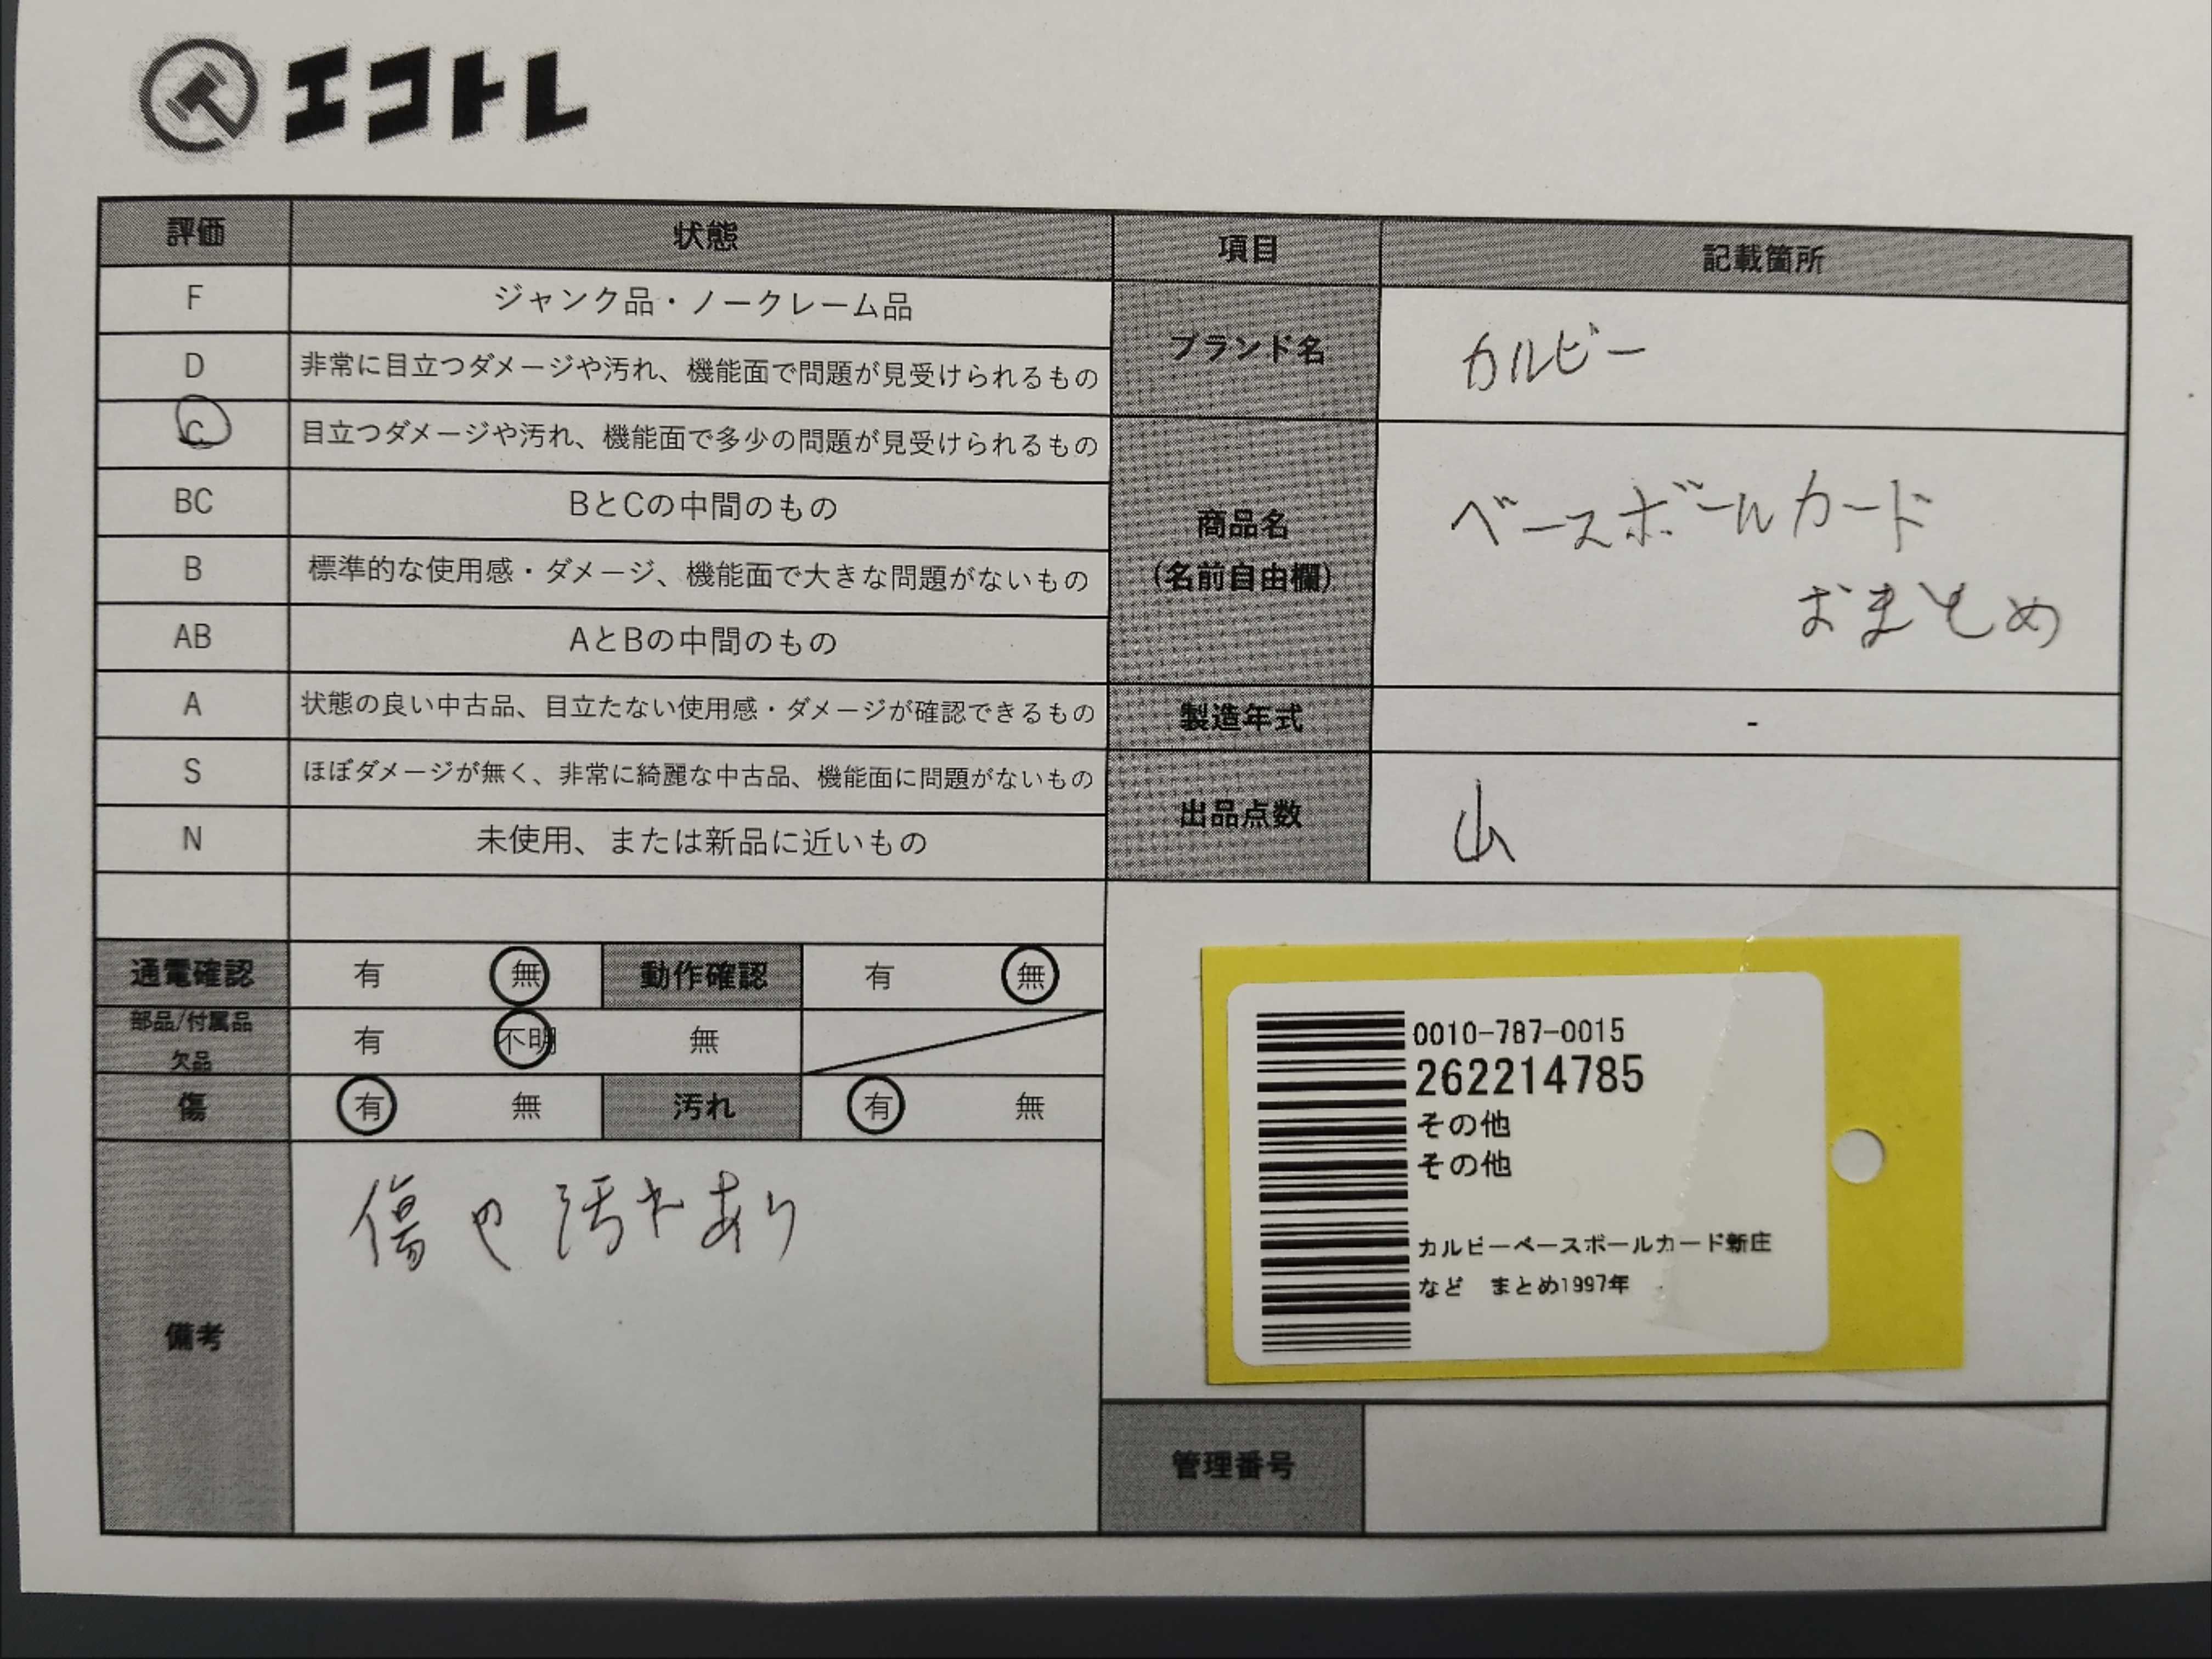 エコトレ
評価 状態 項目 記載箇所
F ジャンク品・ノークレーム品
D 非常に目立つダメージや汚れ、機能面で問題が見受けられるもの
C 目立つダメージや汚れ、機能面で多少の問題が見受けられるもの
BC BとCの中間のもの
B 標準的な使用感・ダメージ、機能面で大きな問題がないもの
AB AとBの中間のもの
A 状態の良い中古品、目立たない使用感・ダメージが確認できるもの
S ほぼダメージが無く、非常に綺麗な中古品、機能面に問題がないもの
N 未使用、または新品に近いもの
ブランド名 カルビー
商品名
(名前自由欄)
ベースボールカード
おまとめ
製造年式 -
出品点数 山
通電確認 有 無 動作確認 有 無
部品/付属品
欠品
有 不明 無
傷 有 無 汚れ 有 無
備考
傷や汚れあり
0010-787-0015
262214785
その他
その他
カルビーベースボールカード新庄
など まとめ1997年
管理番号